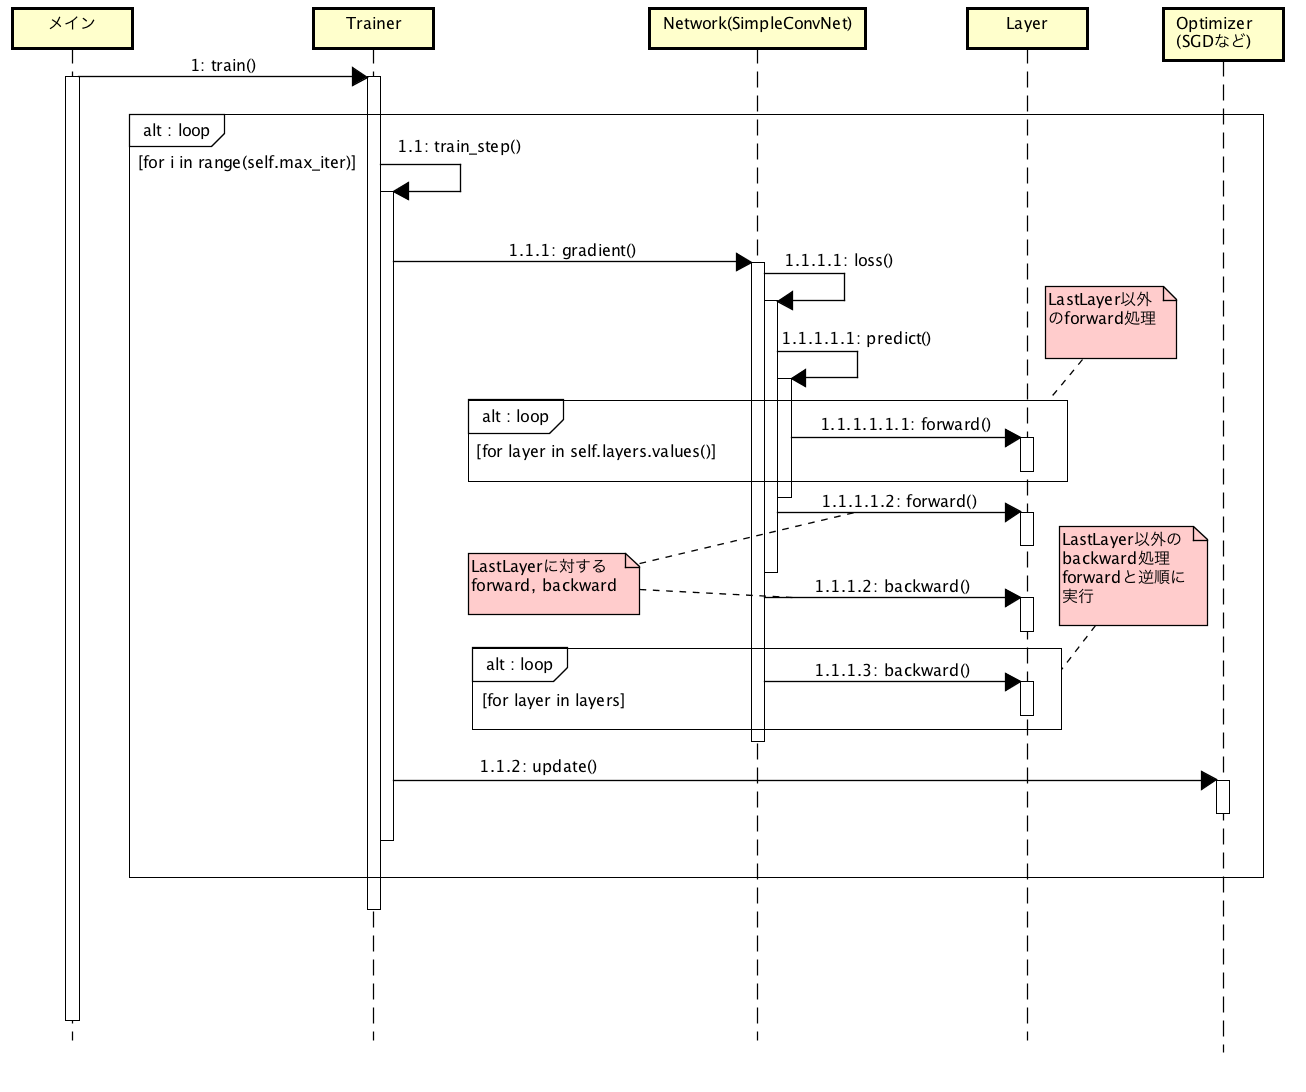 メイン
Trainer
Network(SimpleConvNet)
Layer
Optimizer
(SGDなど)
1: train()
alt : loop
[for i in range(self.max_iter)]
1.1: train_step()
1.1.1: gradient()
1.1.1.1: loss()
LastLayer以外
のforward処理
1.1.1.1.1: predict()
alt : loop
[for layer in self.layers.values()]
1.1.1.1.1.1: forward()
1.1.1.1.2: forward()
LastLayerに対する
forward, backward
LastLayer以外の
backward処理
forwardと逆順に
実行
1.1.1.2: backward()
alt : loop
[for layer in layers]
1.1.1.3: backward()
1.1.2: update()